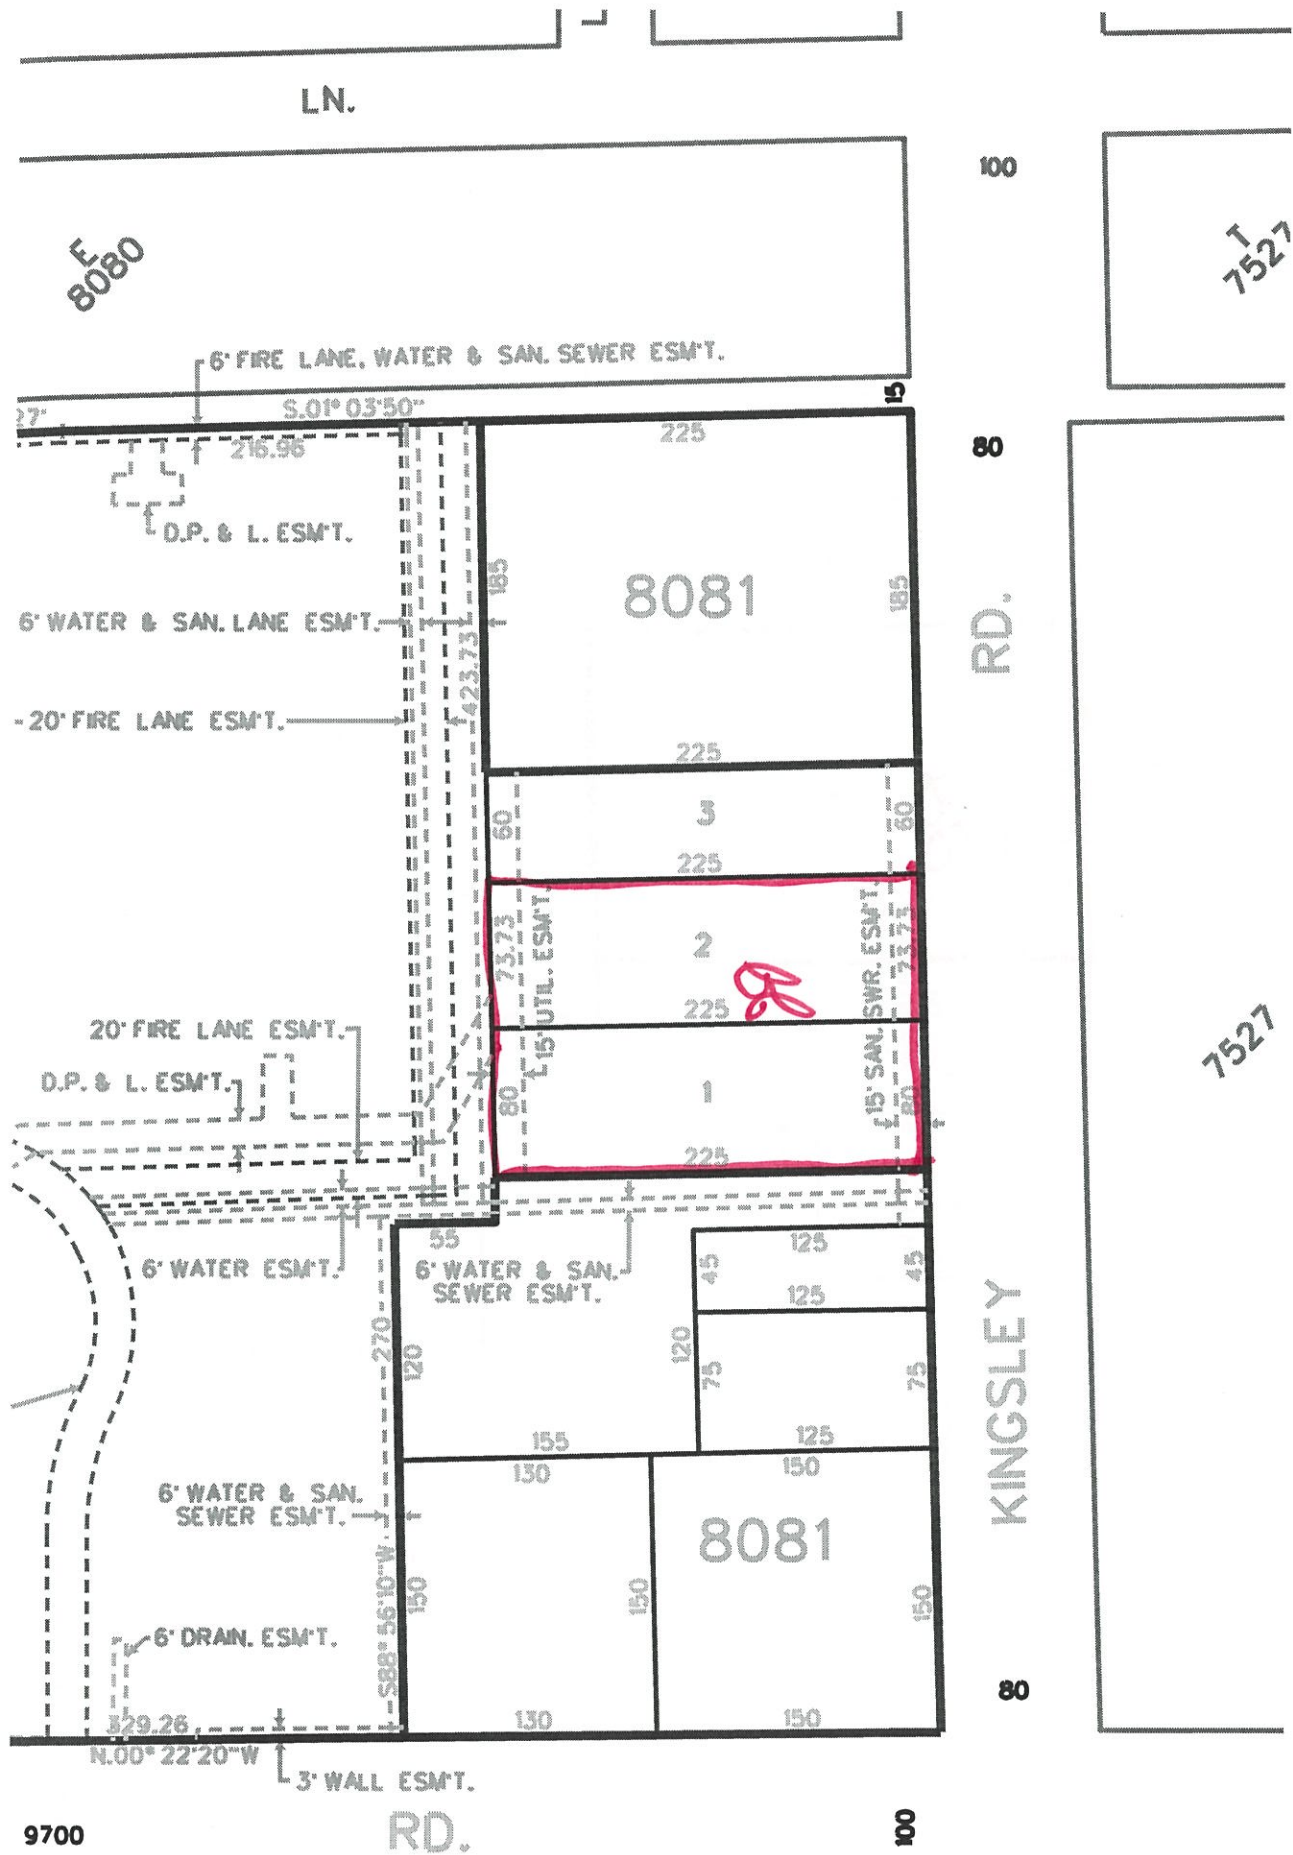 LN.
100
E
8080
T
7527
6' FIRE LANE, WATER & SAN. SEWER ESM'T.
15
27'
S.01° 03'50"
225
80
216.96
D.P. & L. ESM'T.
185
8081
185
RD.
6' WATER & SAN. LANE ESM'T.
423.73
20' FIRE LANE ESM'T.
225
60
3
60
225
73.73
2
73.73
15' UTIL. ESM'T.
15' SAN. SWR. ESM'T.
225
20' FIRE LANE ESM'T.
7527
D.P. & L. ESM'T.
80
1
80
225
55
125
6' WATER ESM'T.
6' WATER & SAN.
SEWER ESM'T.
45
45
125
KINGSLEY
270
120
120
75
75
155
125
130
150
6' WATER & SAN.
SEWER ESM'T.
8081
S88° 56'10"W.
150
150
150
6' DRAIN. ESM'T.
80
329.26
130
150
N.00° 22'20"W
3' WALL ESM'T.
9700
RD.
100